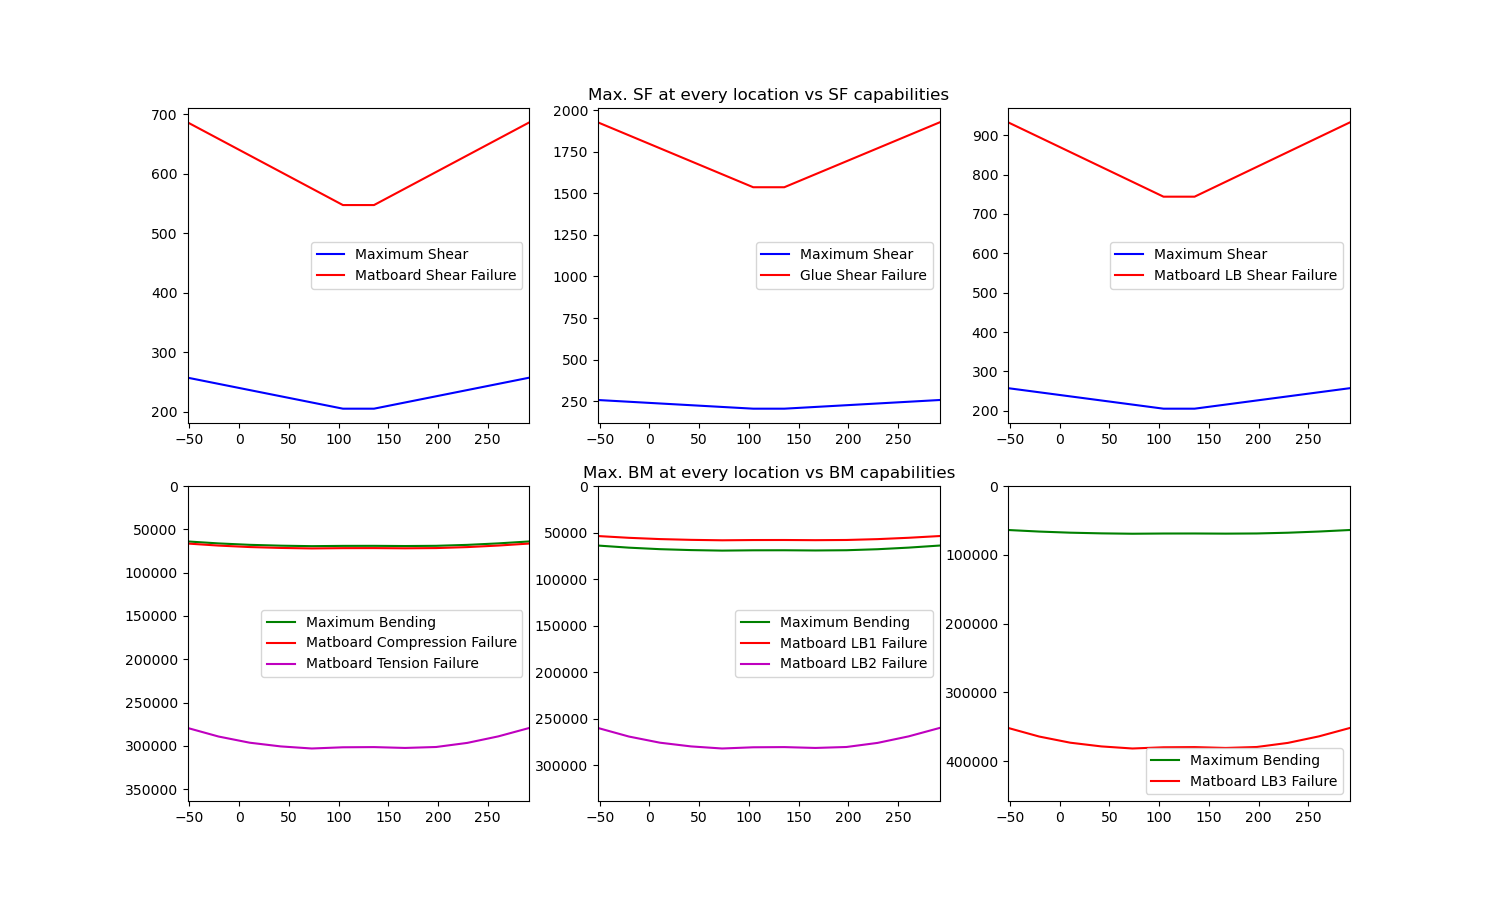 Max. SF at every location vs SF capabilities
700
600
500
400
300
200
Maximum Shear
Matboard Shear Failure
−50 0 50 100 150 200 250
2000
1750
1500
1250
1000
750
500
250
Maximum Shear
Glue Shear Failure
−50 0 50 100 150 200 250
900
800
700
600
500
400
300
200
Maximum Shear
Matboard LB Shear Failure
−50 0 50 100 150 200 250
Max. BM at every location vs BM capabilities
0
50000
100000
150000
200000
250000
300000
350000
Maximum Bending
Matboard Compression Failure
Matboard Tension Failure
−50 0 50 100 150 200 250
0
50000
100000
150000
200000
250000
300000
Maximum Bending
Matboard LB1 Failure
Matboard LB2 Failure
−50 0 50 100 150 200 250
0
100000
200000
300000
400000
Maximum Bending
Matboard LB3 Failure
−50 0 50 100 150 200 250